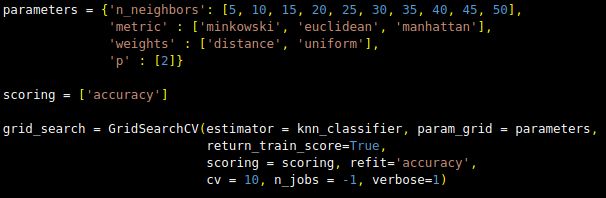 parameters = {'n_neighbors': [5, 10, 15, 20, 25, 30, 35, 40, 45, 50],
              'metric' : ['minkowski', 'euclidean', 'manhattan'],
              'weights' : ['distance', 'uniform'],
              'p' : [2]}

scoring = ['accuracy']

grid_search = GridSearchCV(estimator = knn_classifier, param_grid = parameters,
                           return_train_score=True,
                           scoring = scoring, refit='accuracy',
                           cv = 10, n_jobs = -1, verbose=1)